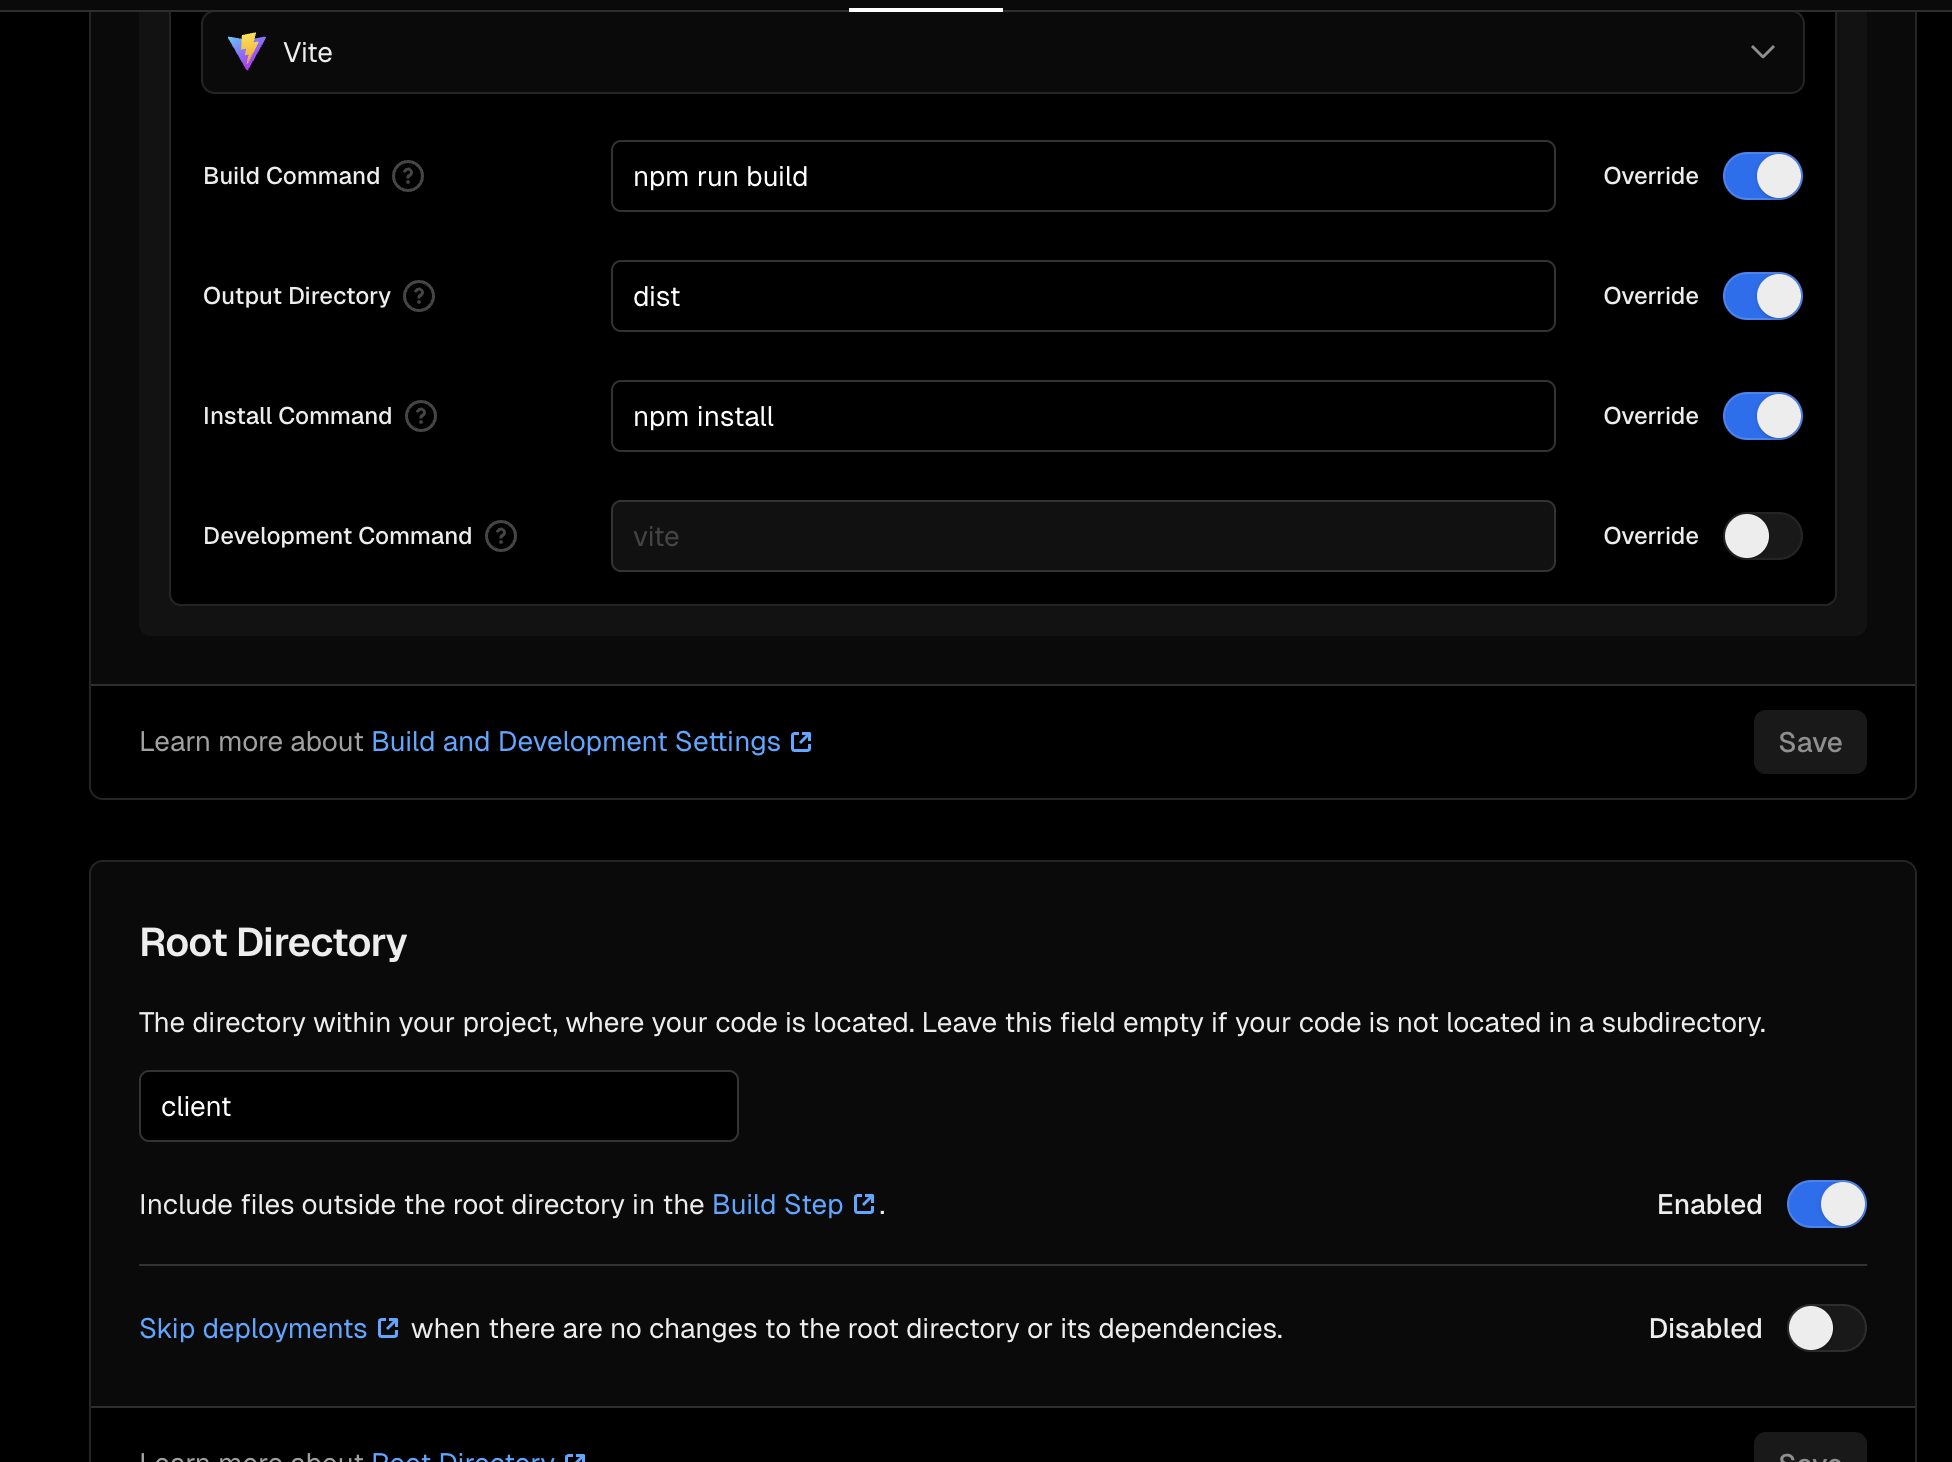 Vite
Build Command ? npm run build Override
Output Directory ? dist Override
Install Command ? npm install Override
Development Command ? vite Override
Learn more about Build and Development Settings Save
Root Directory
The directory within your project, where your code is located. Leave this field empty if your code is not located in a subdirectory.
client
Include files outside the root directory in the Build Step . Enabled
Skip deployments when there are no changes to the root directory or its dependencies. Disabled
Learn more about Root Directory Save